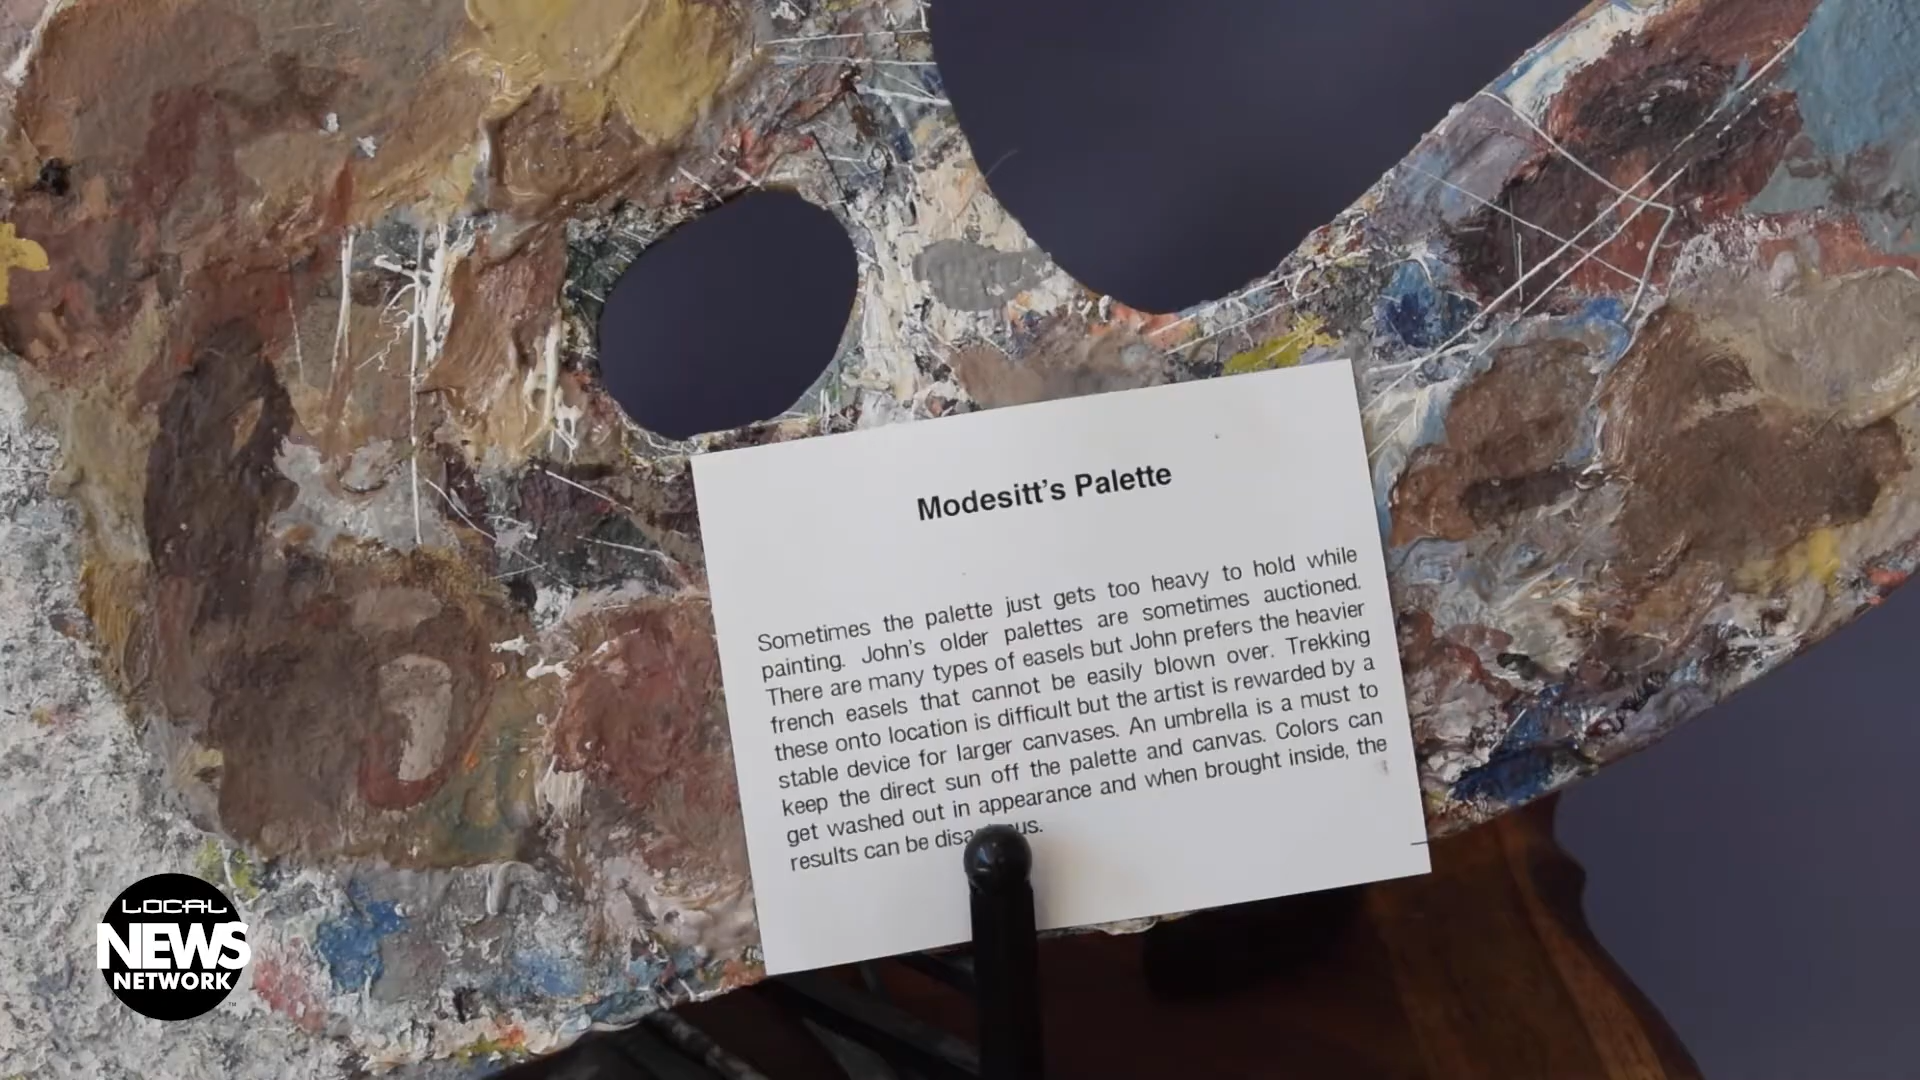 Modesitt's Palette
Sometimes the palette just gets too heavy to hold while
painting. John's older palettes are sometimes auctioned.
There are many types of easels but John prefers the heavier
french easels that cannot be easily blown over. Trekking
these onto location is difficult but the artist is rewarded by a
stable device for larger canvases. An umbrella is a must to
keep the direct sun off the palette and canvas. Colors can
get washed out in appearance and when brought inside, the
results can be
LOCAL
NEWS
NETWORK